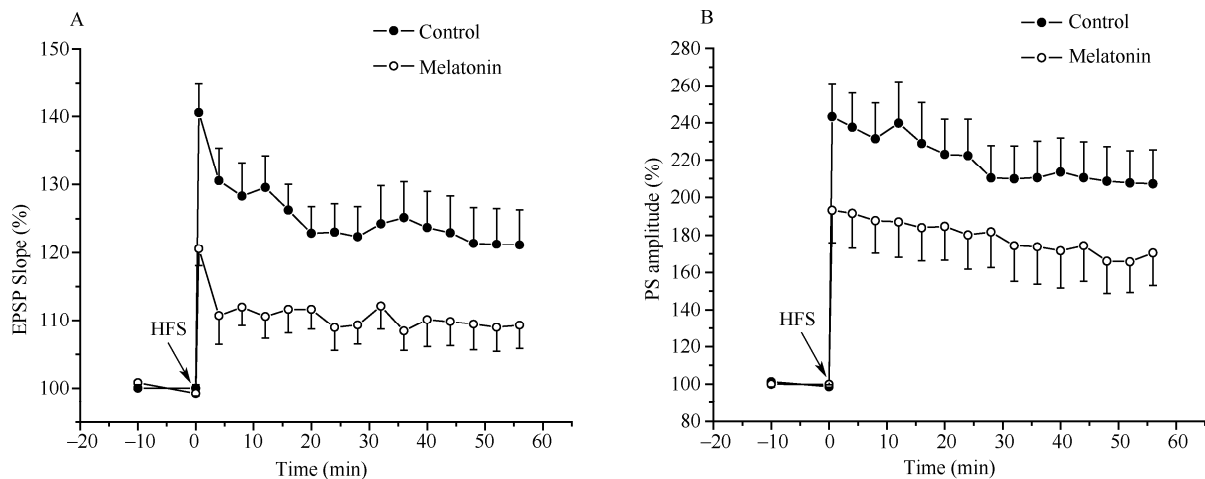 A
Control
Melatonin
150
140
130
120
110
100
EPSP Slope (%)
HFS
–20 –10 0 10 20 30 40 50 60
Time (min)
B
Control
Melatonin
280
260
240
220
200
180
160
140
120
100
80
PS amplitude (%)
HFS
–20 –10 0 10 20 30 40 50 60
Time (min)